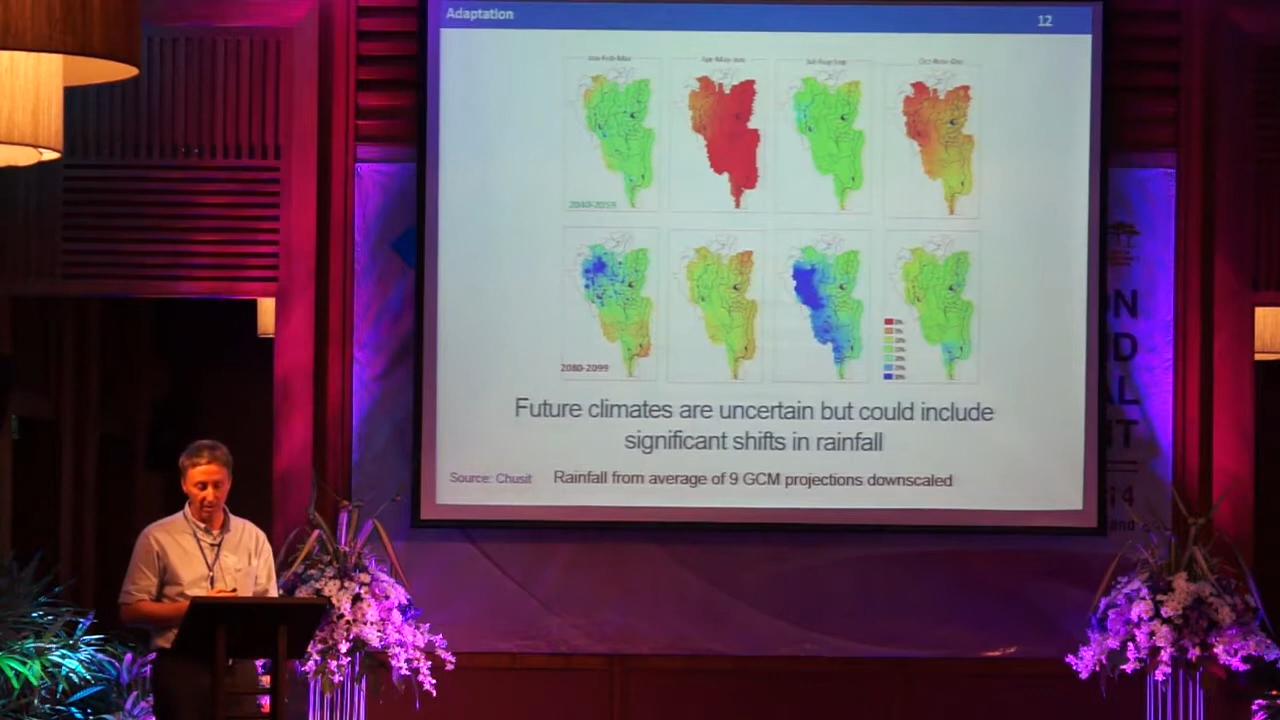 Adaptation
12
Jan-Feb-Mar
Apr-May-Jun
Jul-Aug-Sep
Oct-Nov-Dec
2040-2059
2080-2099
Future climates are uncertain but could include
significant shifts in rainfall
Source: Chusit
Rainfall from average of 9 GCM projections downscaled